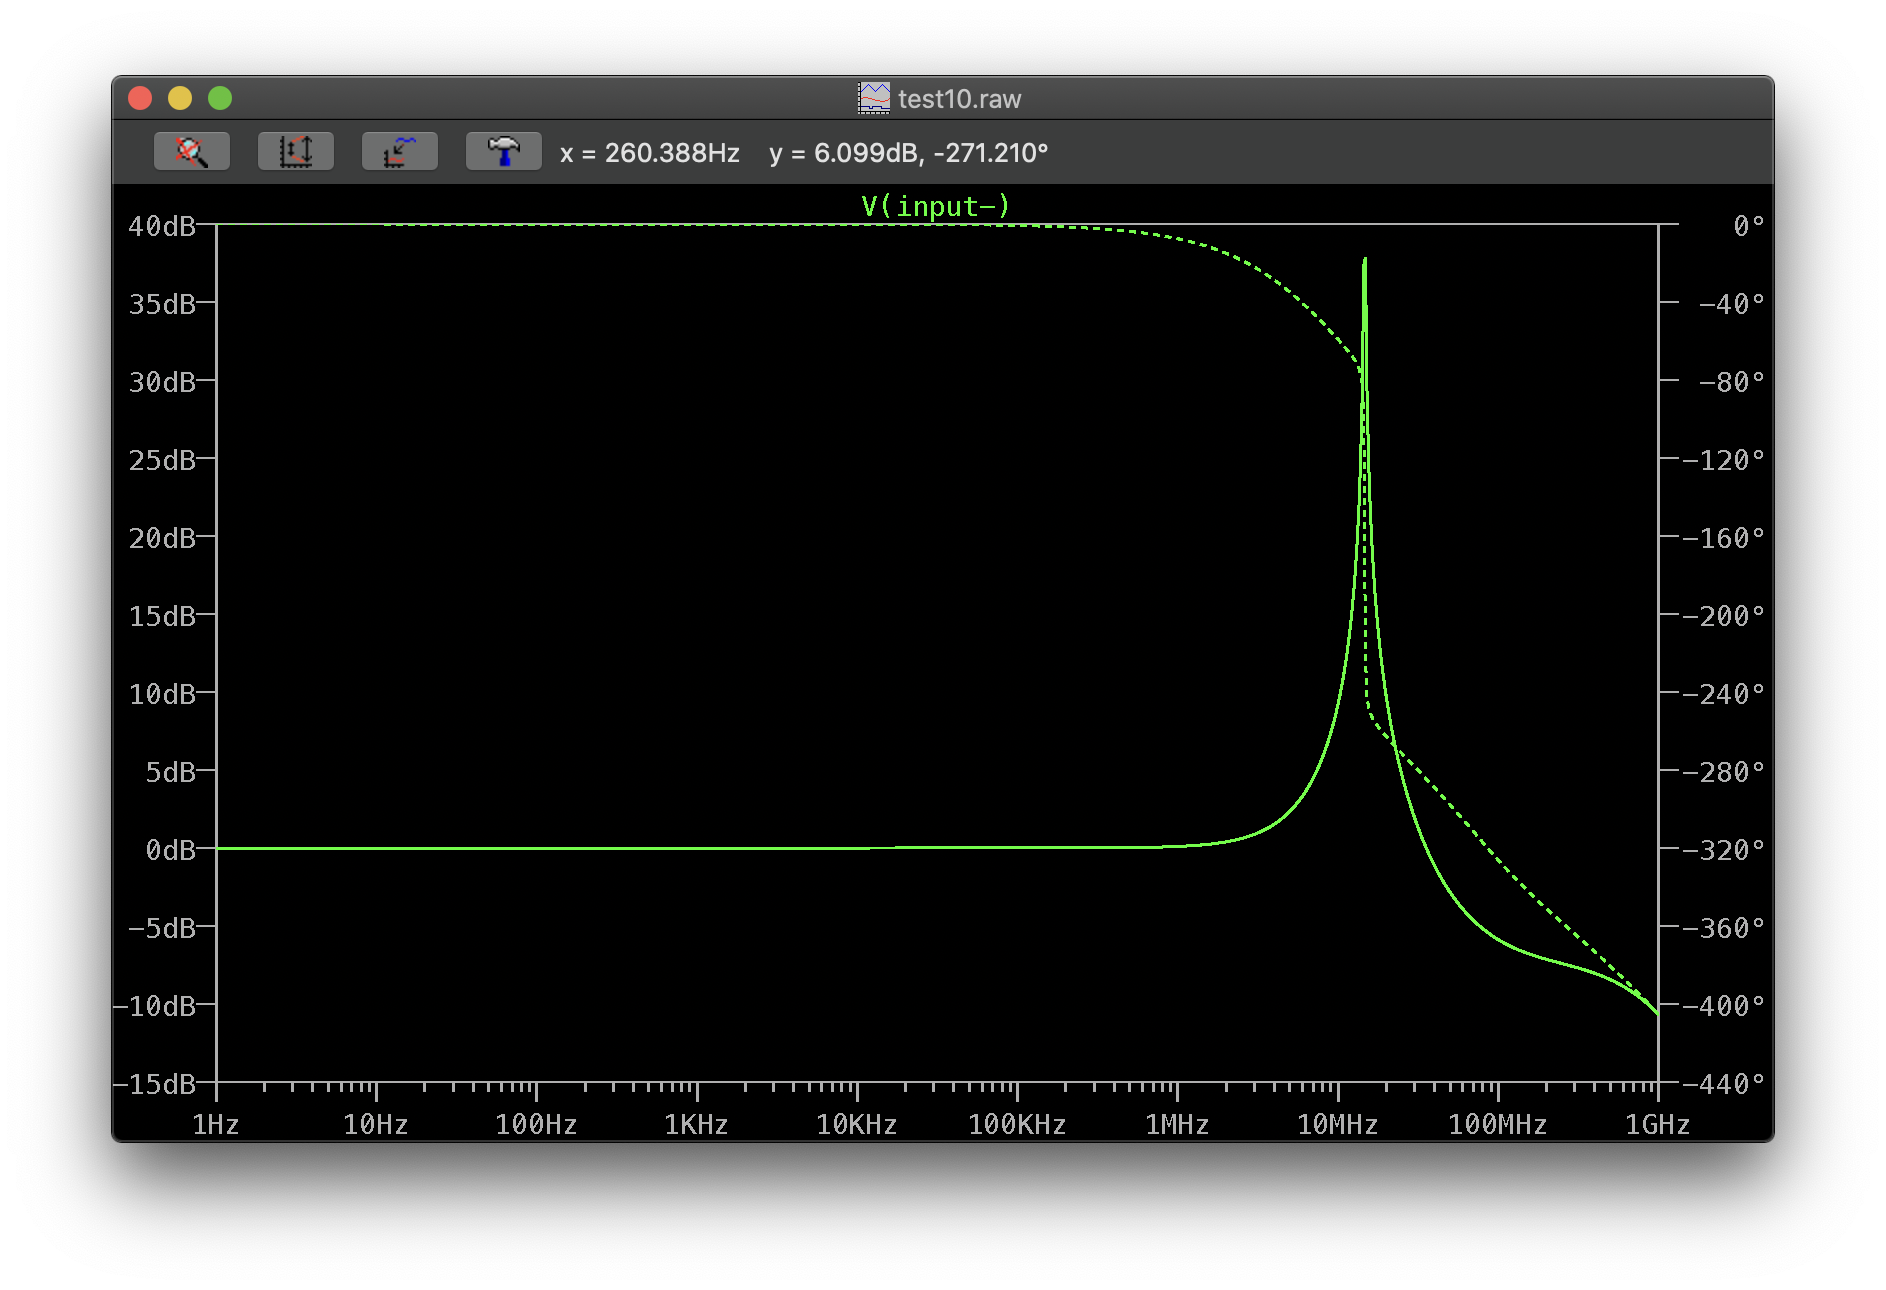 test10.raw
x = 260.388Hz y = 6.099dB, -271.210°
V(input−)
40dB 0°
35dB −40°
30dB −80°
25dB −120°
20dB −160°
15dB −200°
10dB −240°
5dB −280°
0dB −320°
−5dB −360°
−10dB −400°
−15dB −440°
1Hz 10Hz 100Hz 1KHz 10KHz 100KHz 1MHz 10MHz 100MHz 1GHz